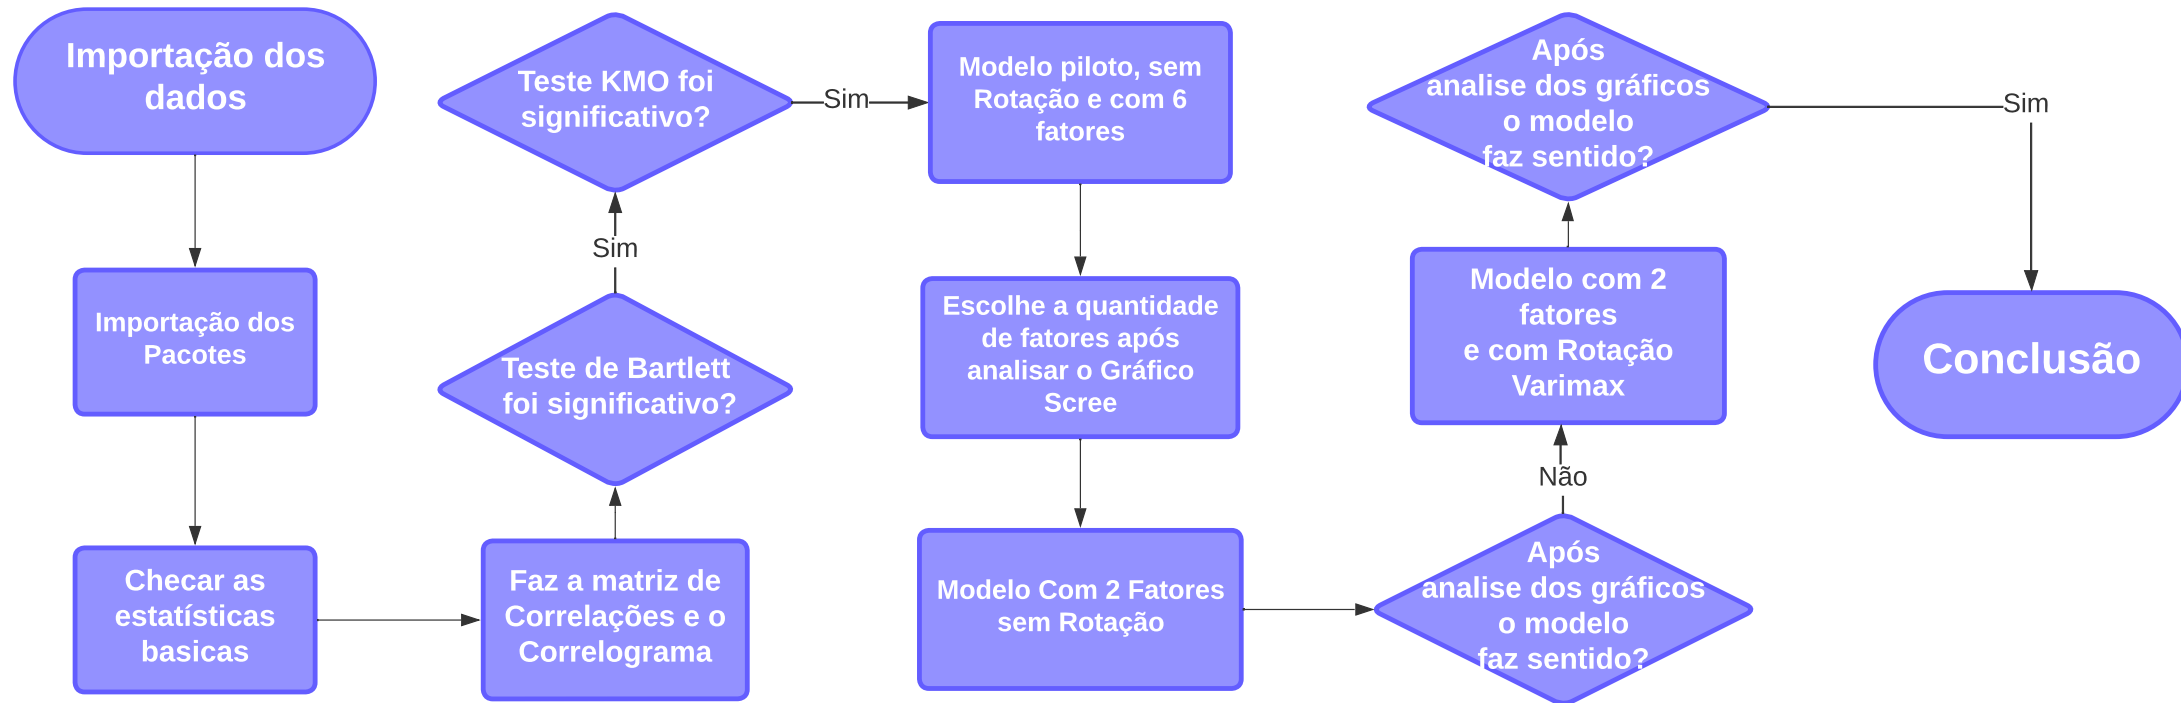 Importação dos
dados
Importação dos
Pacotes
Checar as
estatísticas
basicas
Faz a matriz de
Correlações e o
Correlograma
Teste de Bartlett
foi significativo?
Sim
Teste KMO foi
significativo?
Sim
Modelo piloto, sem
Rotação e com 6
fatores
Escolhe a quantidade
de fatores após
analisar o Gráfico
Scree
Modelo Com 2 Fatores
sem Rotação
Após
analise dos gráficos
o modelo
faz sentido?
Não
Modelo com 2
fatores
e com Rotação
Varimax
Após
analise dos gráficos
o modelo
faz sentido?
Sim
Conclusão